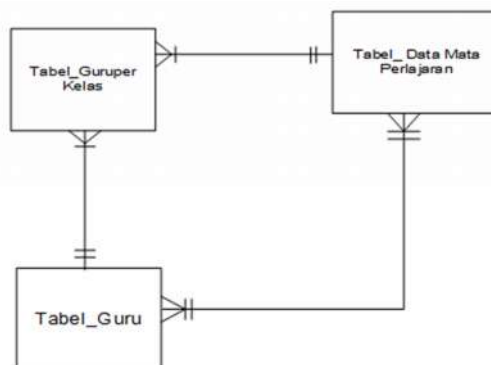 Tabel_Guruper
Kelas
Tabel_ Data Mata
Perlajaran
Tabel_Guru